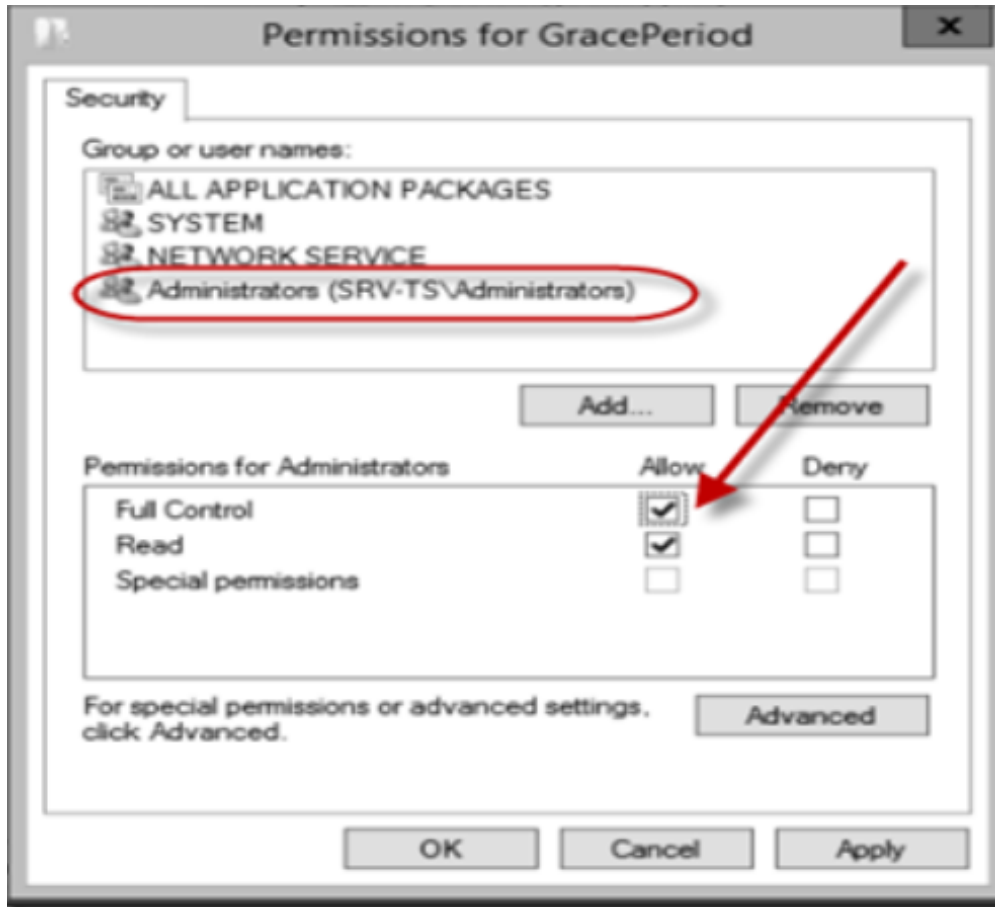 Permissions for GracePeriod
Security
Group or user names:
ALL APPLICATION PACKAGES
SYSTEM
NETWORK SERVICE
Administrators (SRV-TS\Administrators)
Add... Remove
Permissions for Administrators Allow Deny
Full Control
Read
Special permissions
For special permissions or advanced settings,
click Advanced.
Advanced
OK Cancel Apply